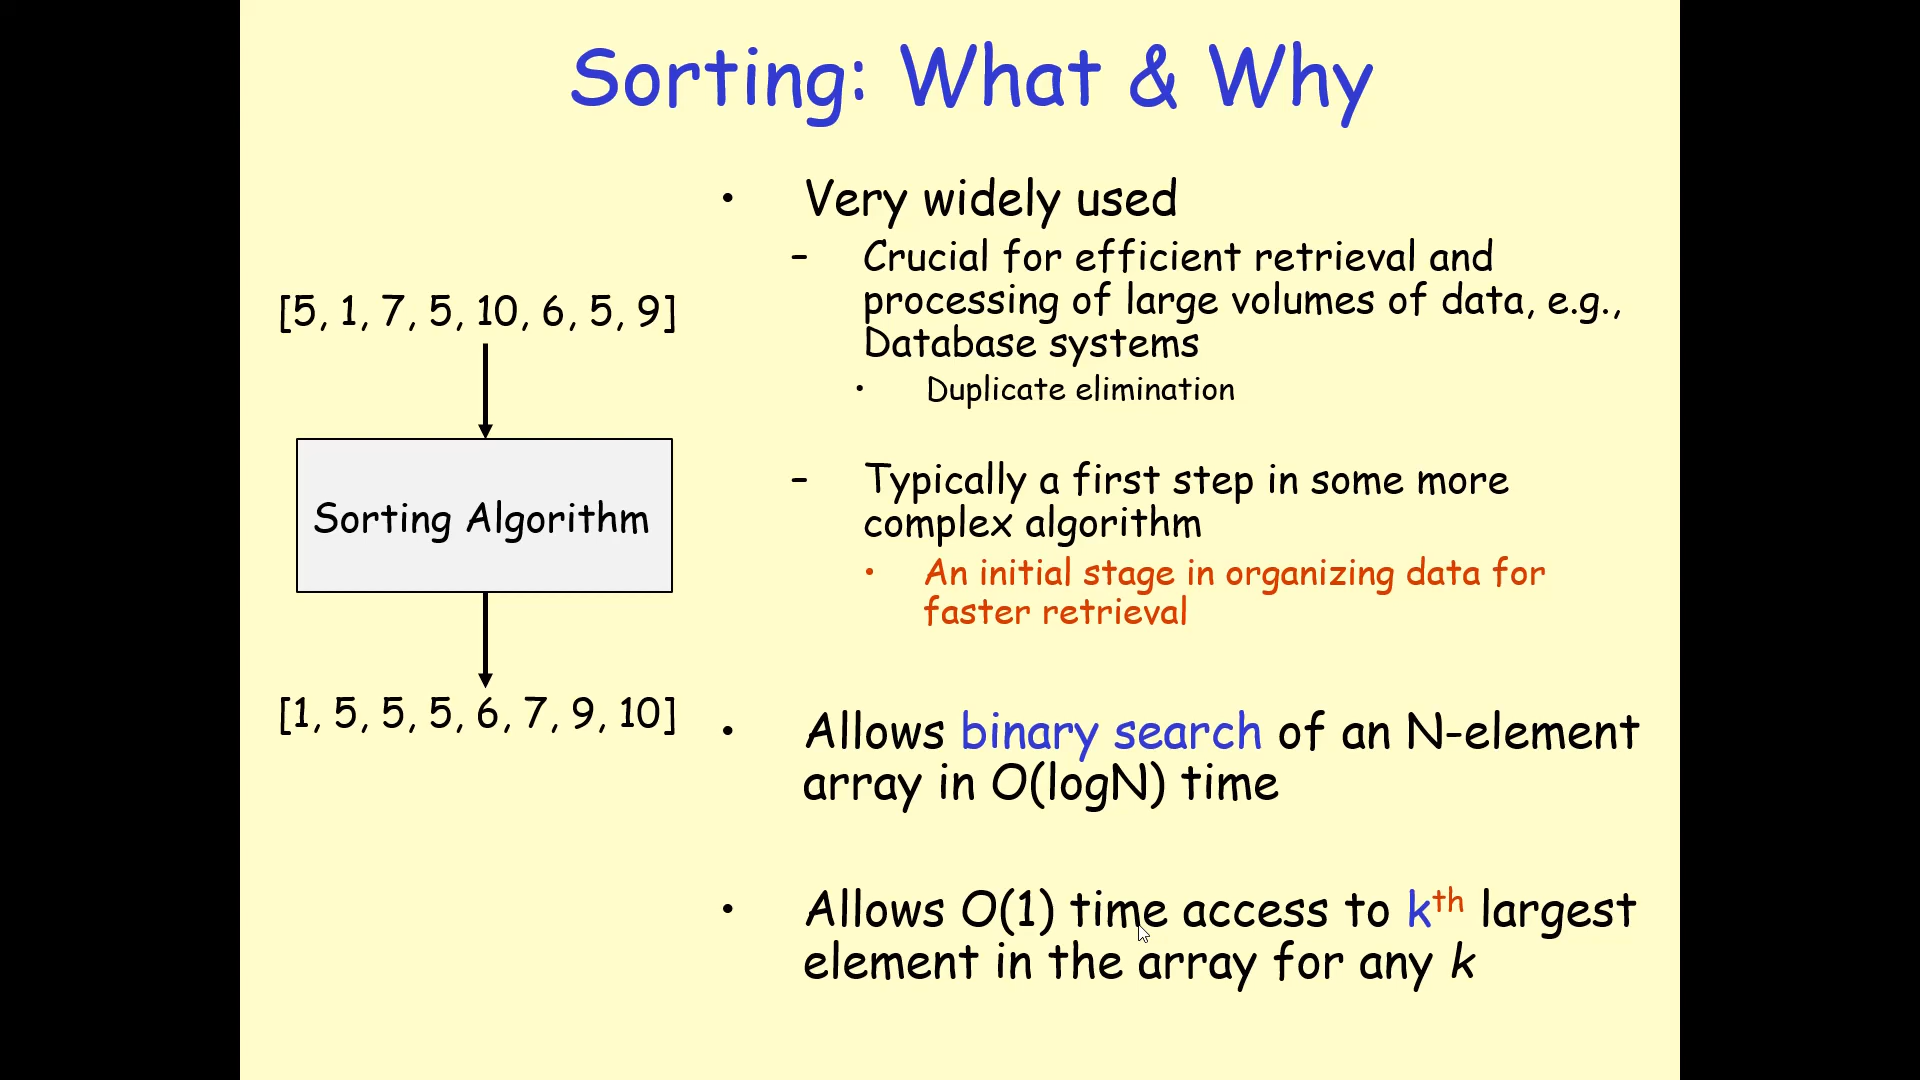 Sorting: What & Why
[5, 1, 7, 5, 10, 6, 5, 9]
Sorting Algorithm
[1, 5, 5, 5, 6, 7, 9, 10]
• Very widely used
– Crucial for efficient retrieval and
processing of large volumes of data, e.g.,
Database systems
• Duplicate elimination
– Typically a first step in some more
complex algorithm
• An initial stage in organizing data for
faster retrieval
• Allows binary search of an N-element
array in O(logN) time
• Allows O(1) time access to kth largest
element in the array for any k